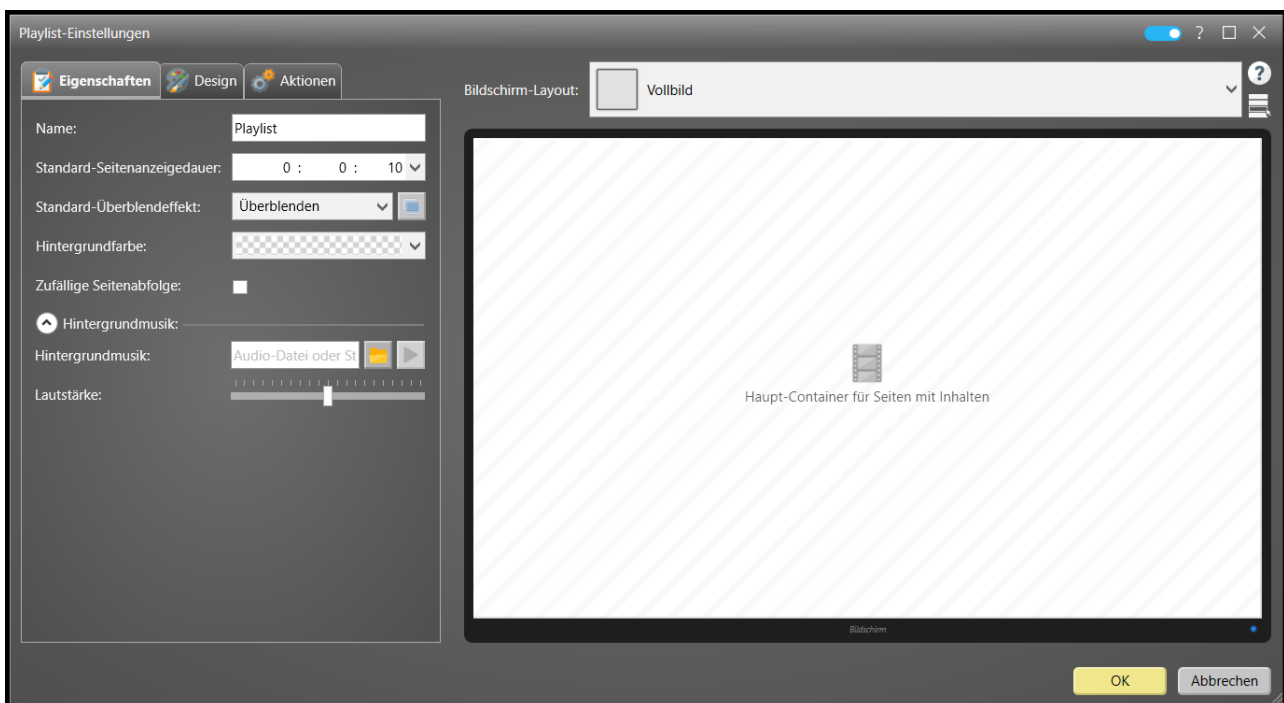 Playlist-Einstellungen
?
Eigenschaften Design Aktionen
Bildschirm-Layout: Vollbild
?
Name: Playlist
Standard-Seitenanzeigedauer: 0 : 0 : 10
Standard-Überblendeffekt: Überblenden
Hintergrundfarbe:
Zufällige Seitenabfolge:
Hintergrundmusik:
Hintergrundmusik: Audio-Datei oder St
Lautstärke:
Haupt-Container für Seiten mit Inhalten
Bildschirm
OK Abbrechen